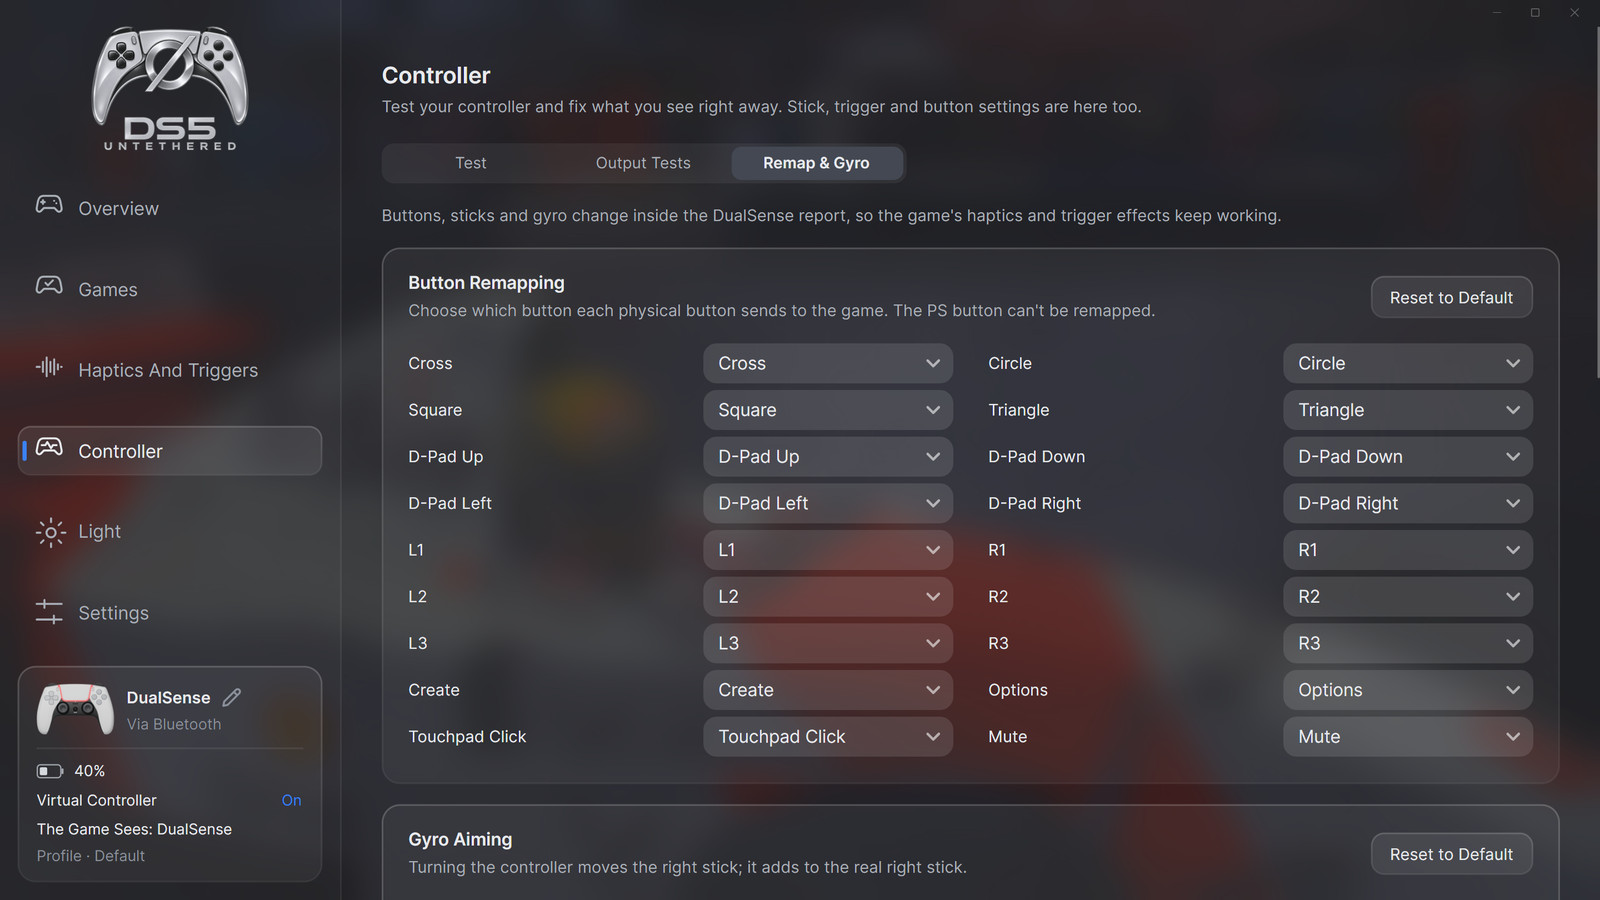 DS5
UNTETHERED
Overview
Games
Haptics And Triggers
Controller
Light
Settings
DualSense
Via Bluetooth
40%
Virtual Controller On
The Game Sees: DualSense
Profile · Default
Controller
Test your controller and fix what you see right away. Stick, trigger and button settings are here too.
Test Output Tests Remap & Gyro
Buttons, sticks and gyro change inside the DualSense report, so the game's haptics and trigger effects keep working.
Button Remapping
Choose which button each physical button sends to the game. The PS button can't be remapped.
Reset to Default
Cross Cross Circle Circle
Square Square Triangle Triangle
D-Pad Up D-Pad Up D-Pad Down D-Pad Down
D-Pad Left D-Pad Left D-Pad Right D-Pad Right
L1 L1 R1 R1
L2 L2 R2 R2
L3 L3 R3 R3
Create Create Options Options
Touchpad Click Touchpad Click Mute Mute
Gyro Aiming
Turning the controller moves the right stick; it adds to the real right stick.
Reset to Default